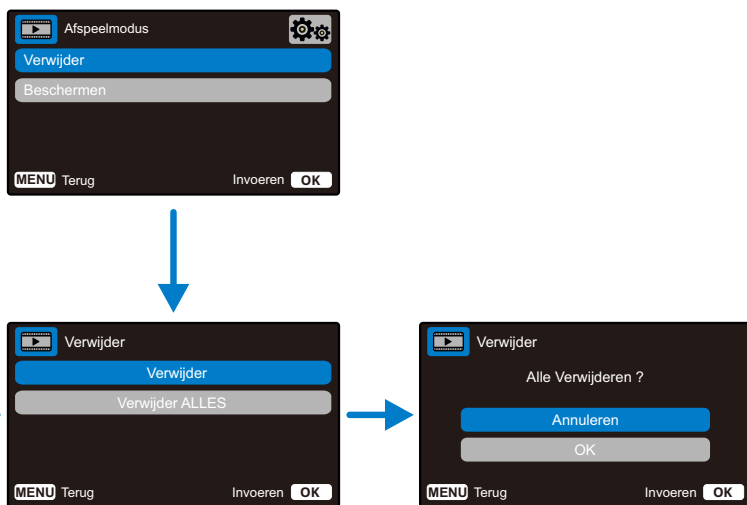 Afspeelmodus
Verwijder
Beschermen
MENU Terug Invoeren OK
Verwijder
Verwijder
Verwijder ALLES
MENU Terug Invoeren OK
Verwijder
Alle Verwijderen ?
Annuleren
OK
MENU Terug Invoeren OK